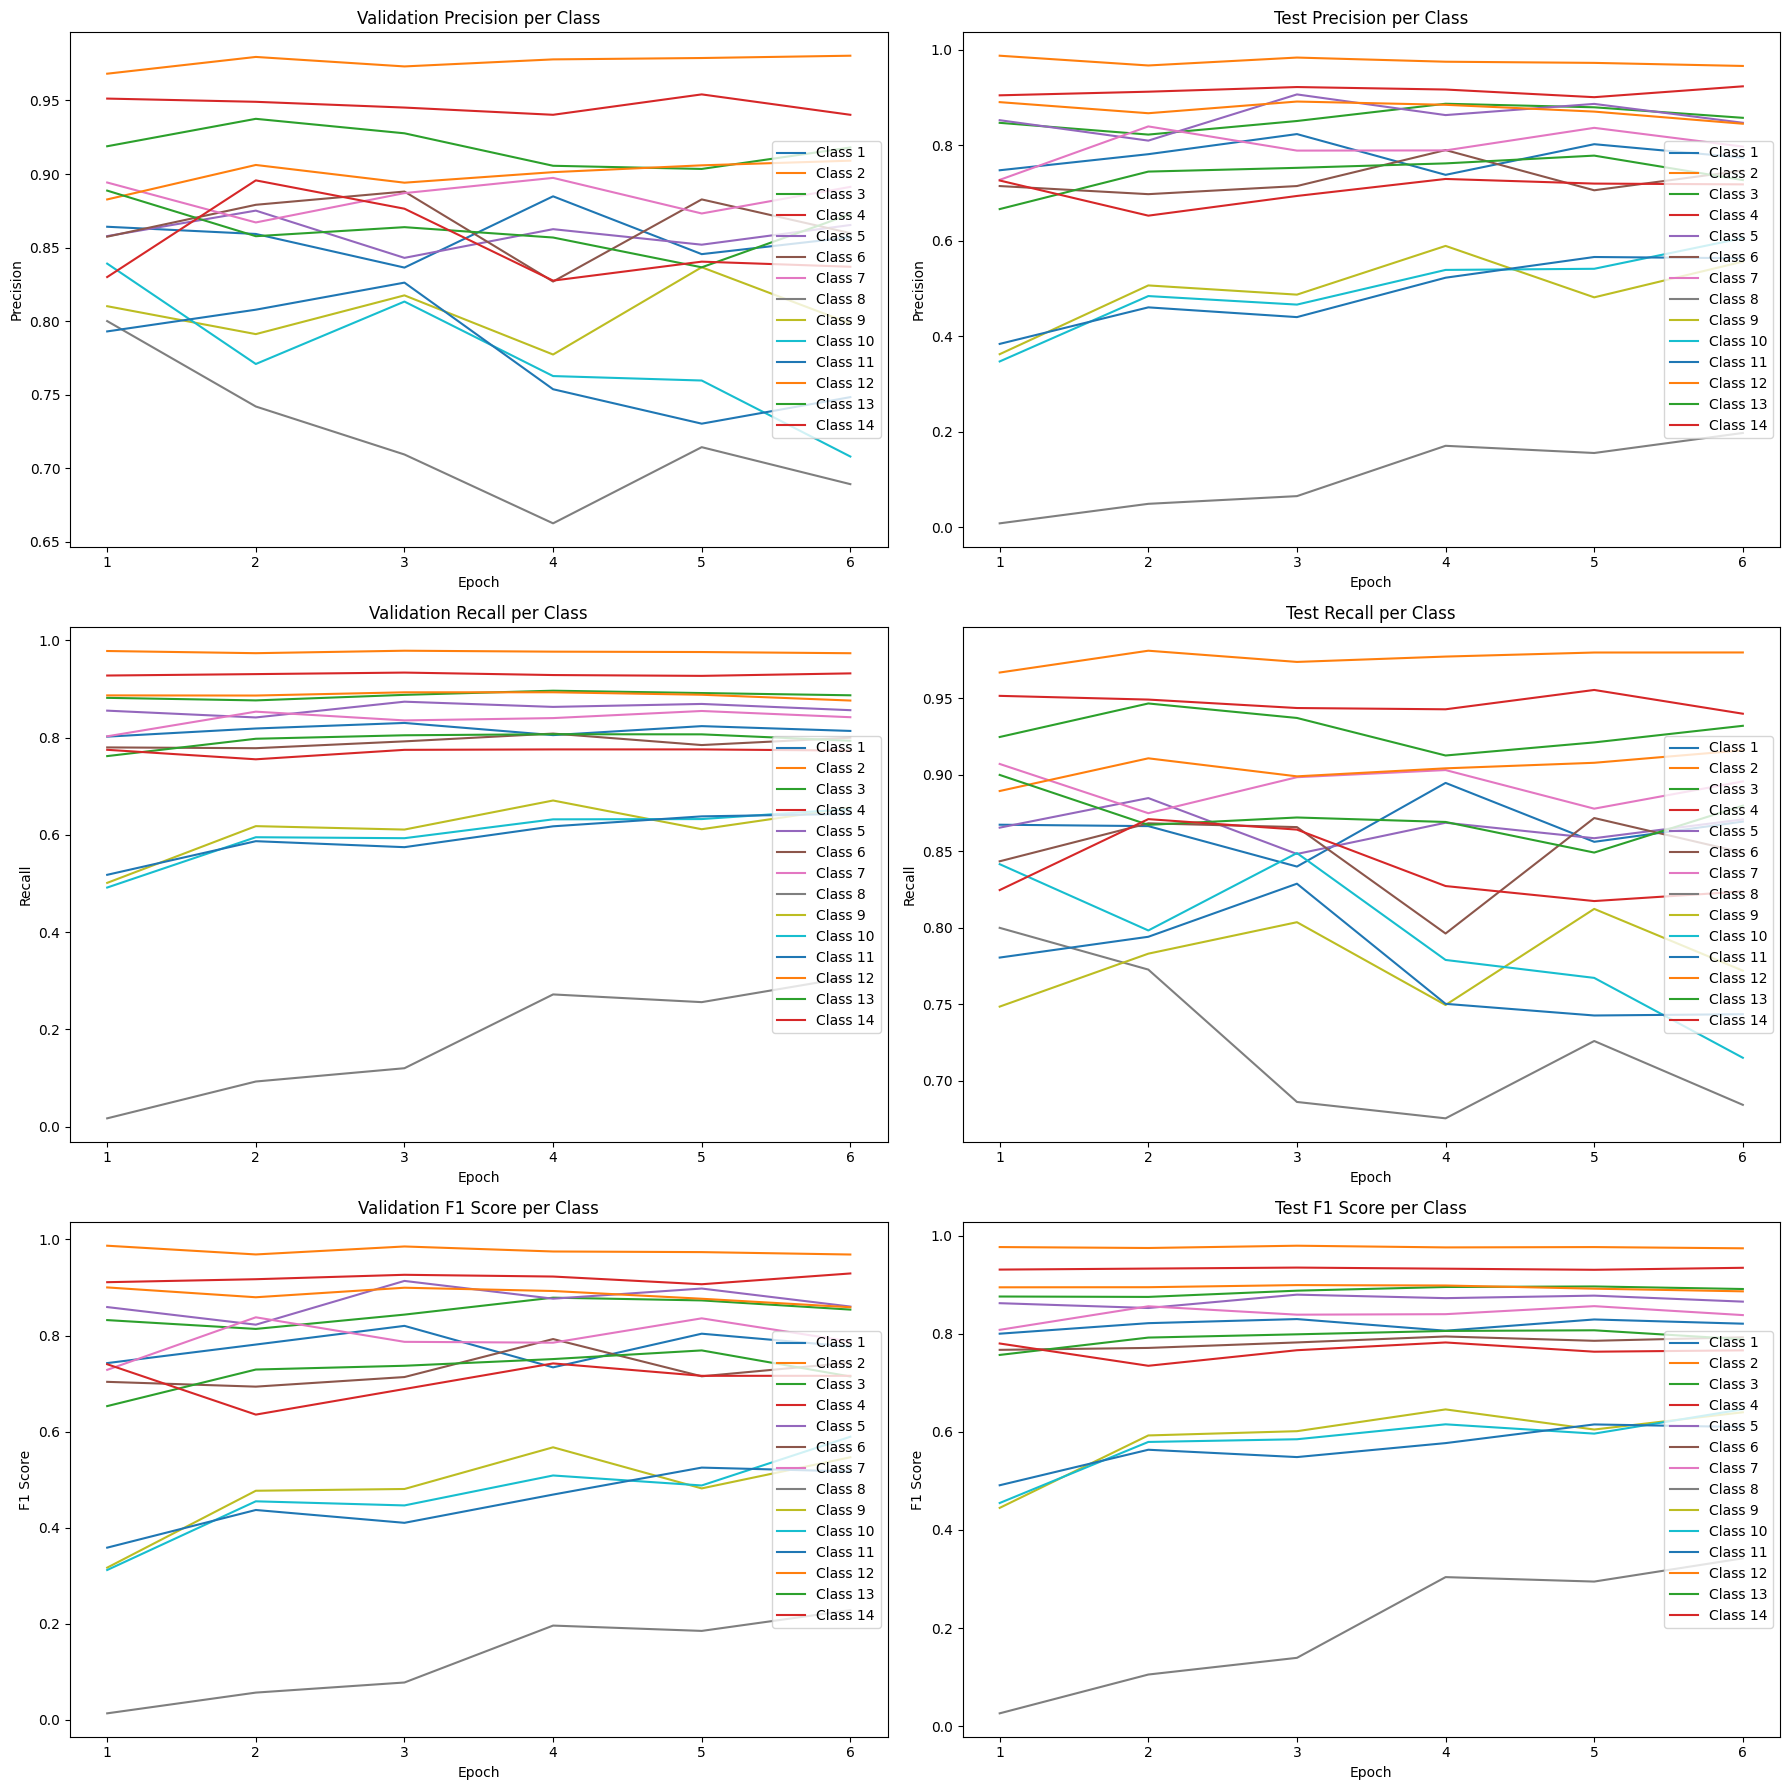 Validation Precision per Class
Precision
0.95
0.90
0.85
0.80
0.75
0.70
0.65
1 2 3 4 5 6
Epoch
Class 1
Class 2
Class 3
Class 4
Class 5
Class 6
Class 7
Class 8
Class 9
Class 10
Class 11
Class 12
Class 13
Class 14
Test Precision per Class
Precision
1.0
0.8
0.6
0.4
0.2
0.0
1 2 3 4 5 6
Epoch
Class 1
Class 2
Class 3
Class 4
Class 5
Class 6
Class 7
Class 8
Class 9
Class 10
Class 11
Class 12
Class 13
Class 14
Validation Recall per Class
Recall
1.0
0.8
0.6
0.4
0.2
0.0
1 2 3 4 5 6
Epoch
Class 1
Class 2
Class 3
Class 4
Class 5
Class 6
Class 7
Class 8
Class 9
Class 10
Class 11
Class 12
Class 13
Class 14
Test Recall per Class
Recall
0.95
0.90
0.85
0.80
0.75
0.70
1 2 3 4 5 6
Epoch
Class 1
Class 2
Class 3
Class 4
Class 5
Class 6
Class 7
Class 8
Class 9
Class 10
Class 11
Class 12
Class 13
Class 14
Validation F1 Score per Class
F1 Score
1.0
0.8
0.6
0.4
0.2
0.0
1 2 3 4 5 6
Epoch
Class 1
Class 2
Class 3
Class 4
Class 5
Class 6
Class 7
Class 8
Class 9
Class 10
Class 11
Class 12
Class 13
Class 14
Test F1 Score per Class
F1 Score
1.0
0.8
0.6
0.4
0.2
0.0
1 2 3 4 5 6
Epoch
Class 1
Class 2
Class 3
Class 4
Class 5
Class 6
Class 7
Class 8
Class 9
Class 10
Class 11
Class 12
Class 13
Class 14